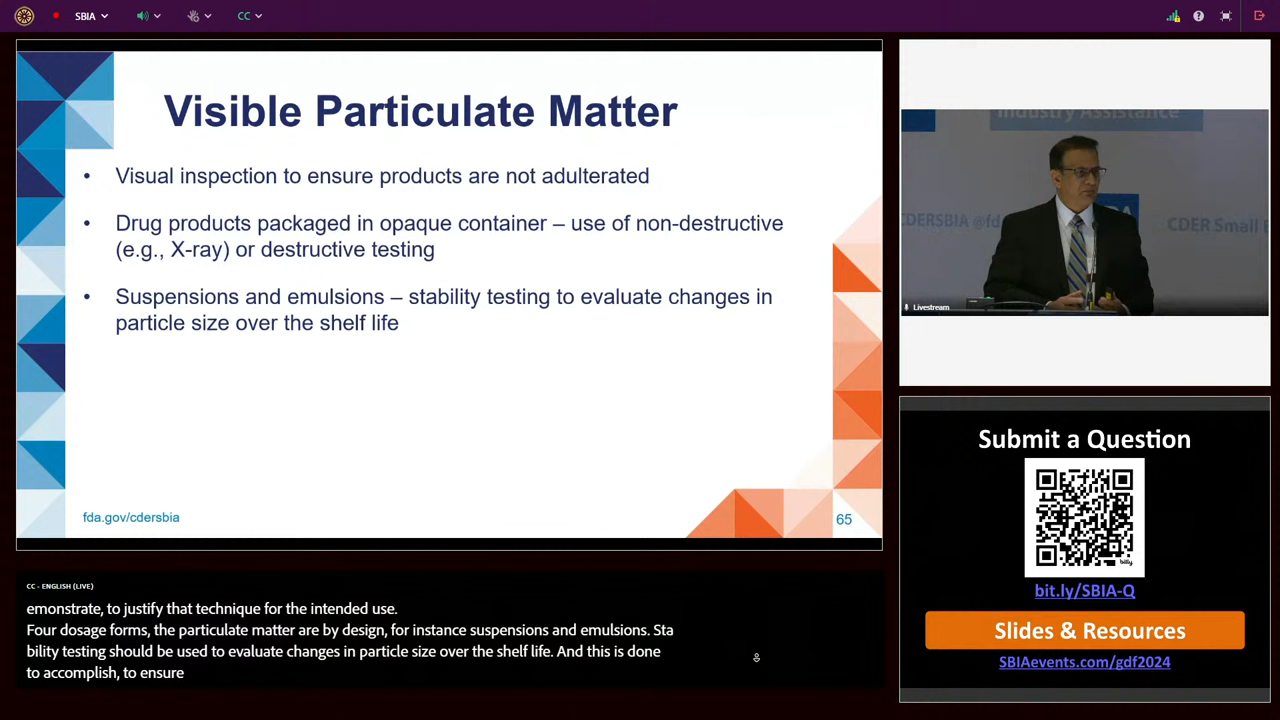 SBIA
CC
Visible Particulate Matter
• Visual inspection to ensure products are not adulterated
• Drug products packaged in opaque container – use of non-destructive
(e.g., X-ray) or destructive testing
• Suspensions and emulsions – stability testing to evaluate changes in
particle size over the shelf life
fda.gov/cdersbia
65
Industry Assistance
CDERSBIA @fd
DA
CDER Small B
Livestream
CC - ENGLISH (LIVE)
emonstrate, to justify that technique for the intended use.
Four dosage forms, the particulate matter are by design, for instance suspensions and emulsions. Sta
bility testing should be used to evaluate changes in particle size over the shelf life. And this is done
to accomplish, to ensure
Submit a Question
bitly
bit.ly/SBIA-Q
Slides & Resources
SBIAevents.com/gdf2024